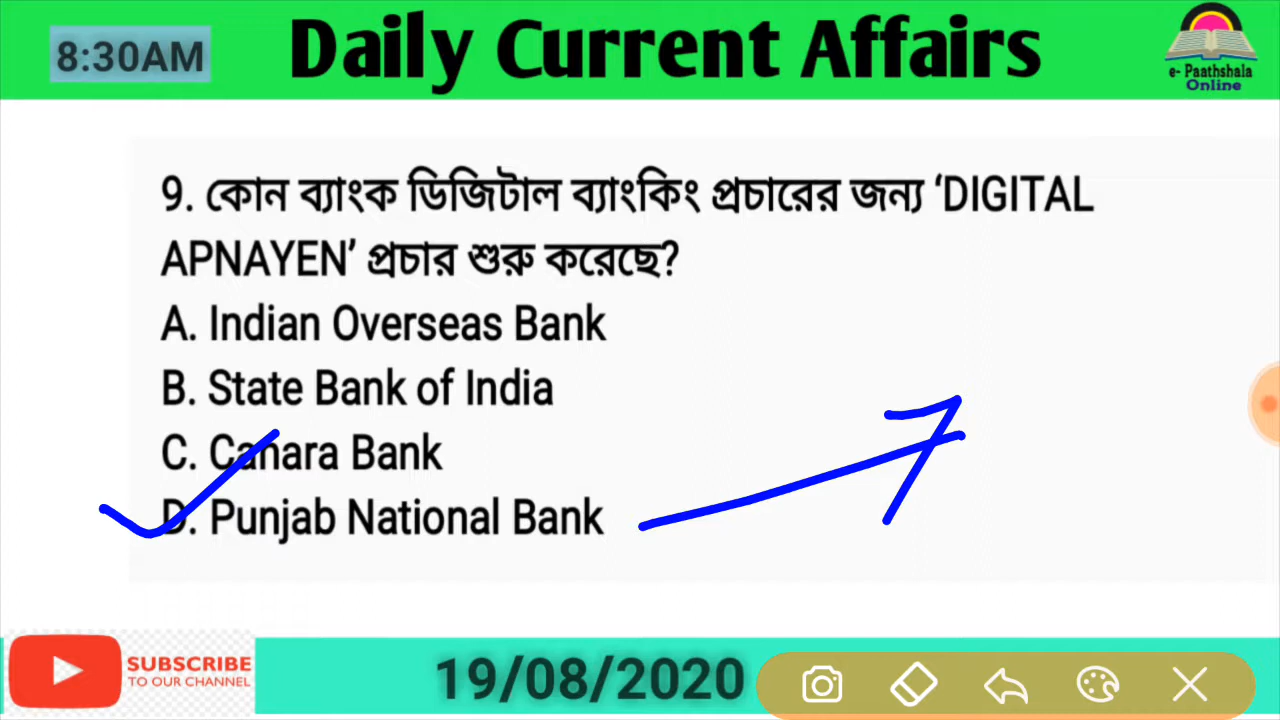 8:30AM
Daily Current Affairs
e- Paathshala
Online
9. কোন ব্যাংক ডিজিটাল ব্যাংকিং প্রচারের জন্য ‘DIGITAL
APNAYEN’ প্রচার শুরু করেছে?
A. Indian Overseas Bank
B. State Bank of India
C. Canara Bank
D. Punjab National Bank
SUBSCRIBE
TO OUR CHANNEL
19/08/2020